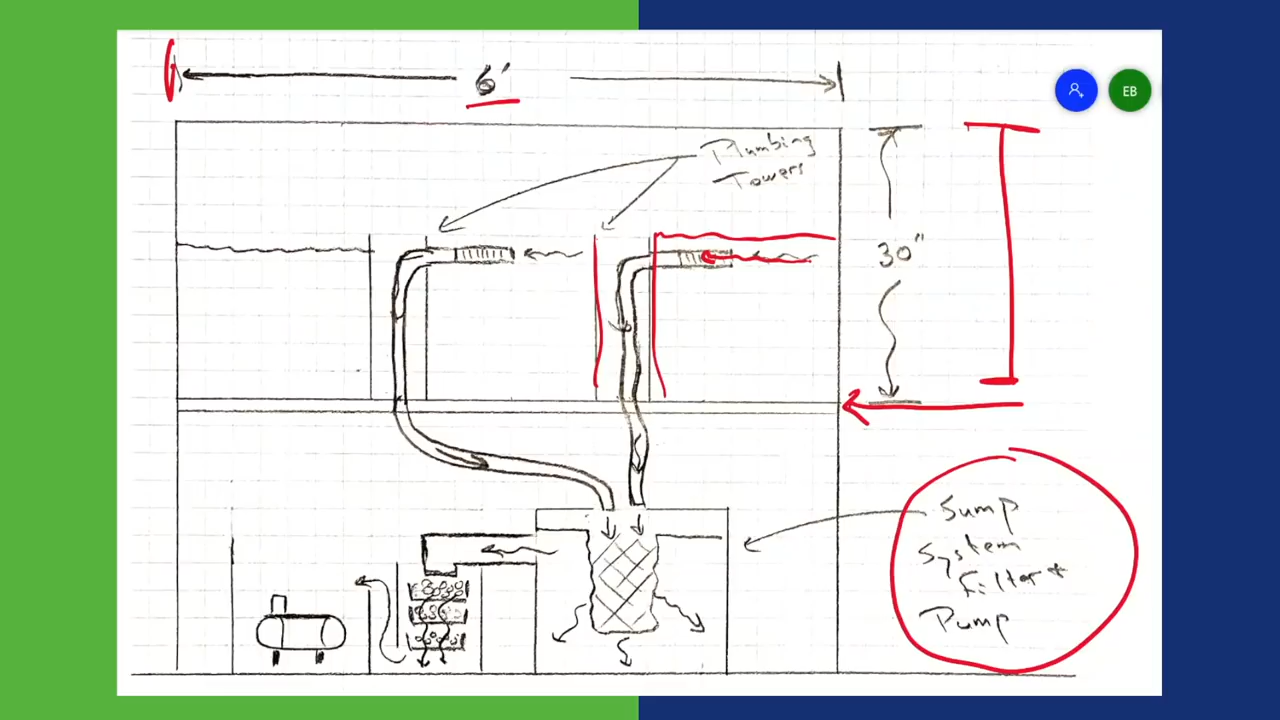 6'
EB
Plumbing
Towers
30"
Sump
System
Filter +
Pump